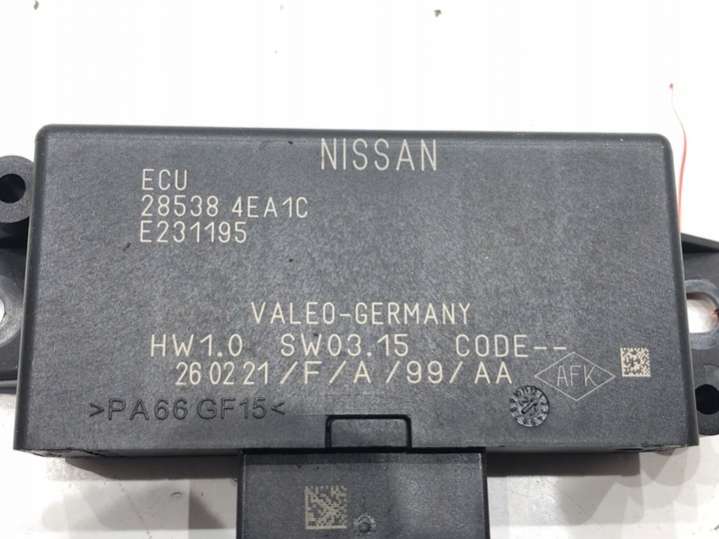 NISSAN
ECU
28538 4EA1C
E231195
VALEO-GERMANY
HW1.0 SW03.15 CODE--
26 02 21/F/A/99/AA AFK
>PA66 GF15<